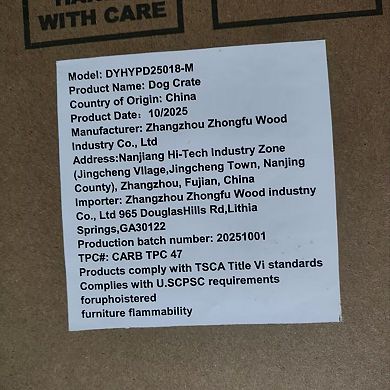 WITH CARE
Model: DYHYPD25018-M
Product Name: Dog Crate
Country of Origin: China
Product Date: 10/2025
Manufacturer: Zhangzhou Zhongfu Wood
Industry Co., Ltd
Address:Nanjiang Hi-Tech Industry Zone
(Jingcheng Vllage,Jingcheng Town, Nanjing
County), Zhangzhou, Fujian, China
Importer: Zhangzhou Zhongfu Wood industny
Co., Ltd 965 DouglasHills Rd,Lithia
Springs,GA30122
Production batch number: 20251001
TPC#: CARB TPC 47
Products comply with TSCA Title Vi standards
Complies with U.SCPSC requirements
foruphoistered
furniture flammability